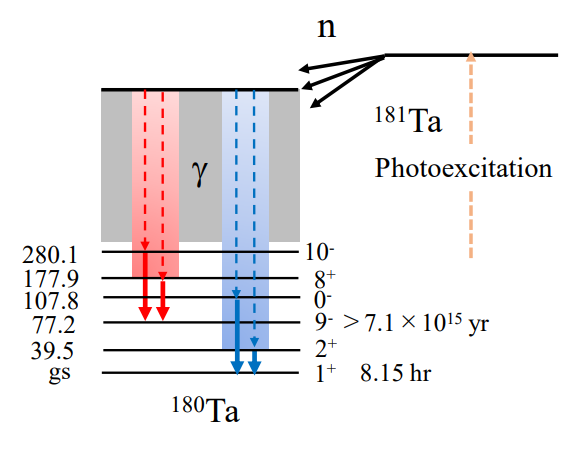 n
¹⁸¹Ta
Photoexcitation
γ
280.1 10⁻
177.9 8⁺
107.8 0⁻
77.2 9⁻ > 7.1 × 10¹⁵ yr
39.5 2⁺
gs 1⁺ 8.15 hr
¹⁸⁰Ta